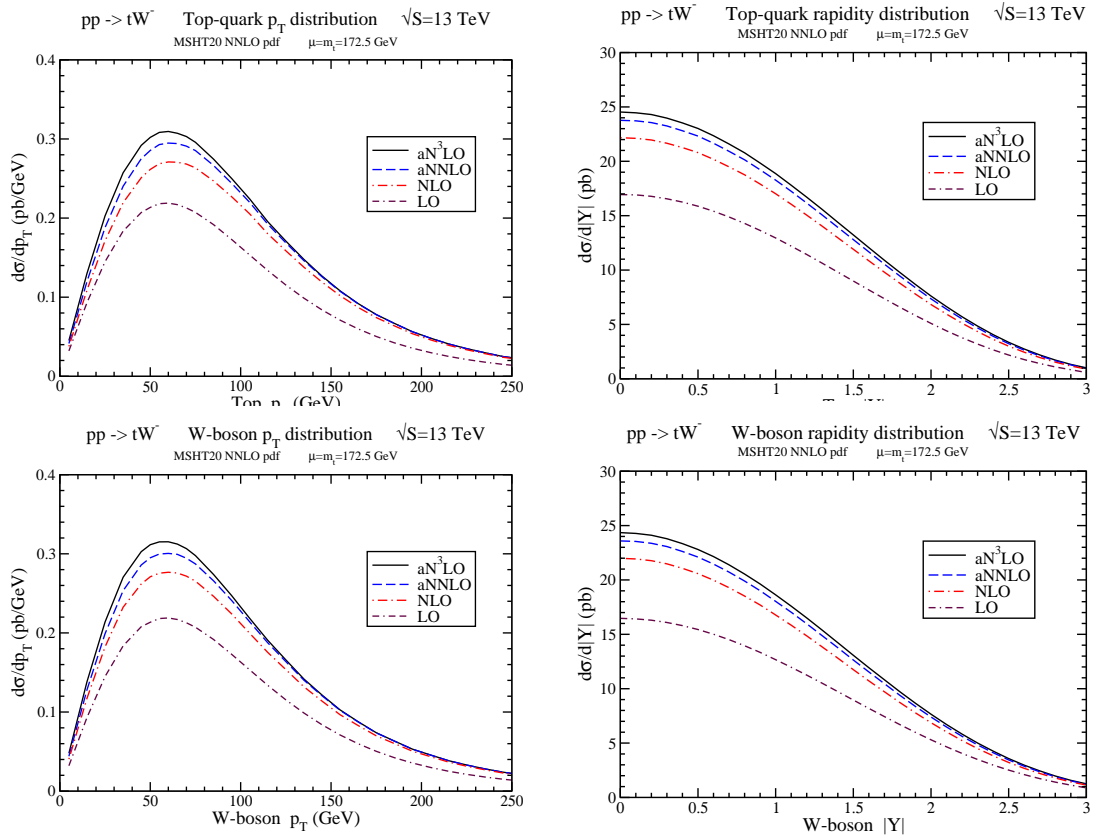 pp -> tW⁻ Top-quark p_T distribution √S=13 TeV
MSHT20 NNLO pdf μ=m_t=172.5 GeV
0.4
0.3
0.2
0.1
0
dσ/dp_T (pb/GeV)
aN³LO
aNNLO
NLO
LO
0 50 100 150 200 250
(GeV)
pp -> tW⁻ Top-quark rapidity distribution √S=13 TeV
MSHT20 NNLO pdf μ=m_t=172.5 GeV
30
25
20
15
10
5
0
dσ/d|Y| (pb)
aN³LO
aNNLO
NLO
LO
0 0.5 1 1.5 2 2.5 3
pp -> tW⁻ W-boson p_T distribution √S=13 TeV
MSHT20 NNLO pdf μ=m_t=172.5 GeV
0.4
0.3
0.2
0.1
0
dσ/dp_T (pb/GeV)
aN³LO
aNNLO
NLO
LO
0 50 100 150 200 250
W-boson p_T (GeV)
pp -> tW⁻ W-boson rapidity distribution √S=13 TeV
MSHT20 NNLO pdf μ=m_t=172.5 GeV
30
25
20
15
10
5
0
dσ/d|Y| (pb)
aN³LO
aNNLO
NLO
LO
0 0.5 1 1.5 2 2.5 3
W-boson |Y|